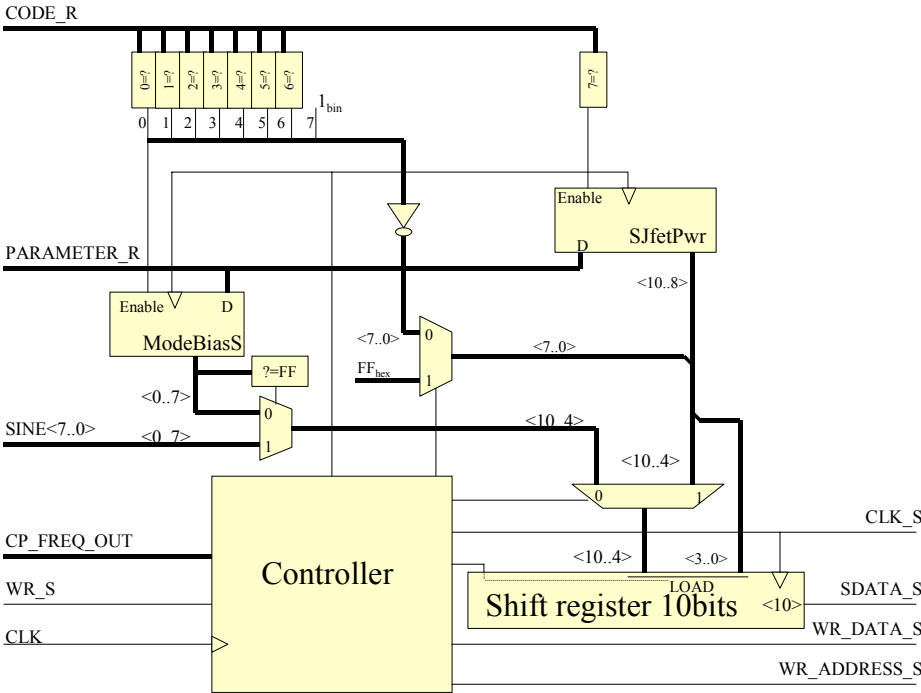 CODE_R
0=? 1=? 2=? 3=? 4=? 5=? 6=? 7=?
1bin
0 1 2 3 4 5 6 7
Enable
SJfetPwr
D
PARAMETER_R
<10..8>
Enable D
ModeBiasS
<7..0> 0
<7..0>
?=FF
FFhex 1
<0..7>
0
SINE<7..0> <0..7> 1
<10..4>
<10..4>
0 1
CLK_S
CP_FREQ_OUT
<10..4> <3..0>
Controller
LOAD
WR_S
Shift register 10bits <10>
SDATA_S
CLK
WR_DATA_S
WR_ADDRESS_S